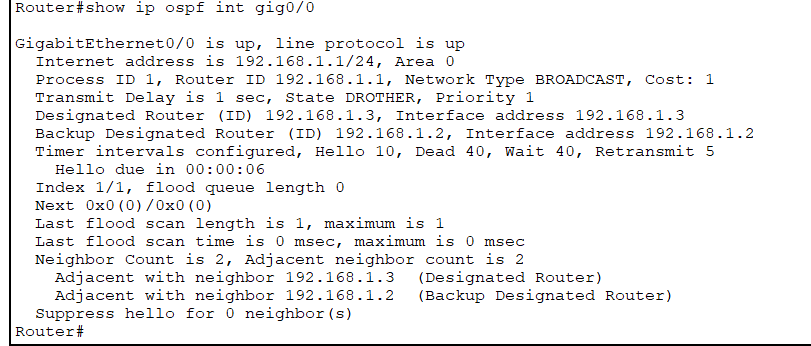 Router#show ip ospf int gig0/0
GigabitEthernet0/0 is up, line protocol is up
Internet address is 192.168.1.1/24, Area 0
Process ID 1, Router ID 192.168.1.1, Network Type BROADCAST, Cost: 1
Transmit Delay is 1 sec, State DROTHER, Priority 1
Designated Router (ID) 192.168.1.3, Interface address 192.168.1.3
Backup Designated Router (ID) 192.168.1.2, Interface address 192.168.1.2
Timer intervals configured, Hello 10, Dead 40, Wait 40, Retransmit 5
Hello due in 00:00:06
Index 1/1, flood queue length 0
Next 0x0(0)/0x0(0)
Last flood scan length is 1, maximum is 1
Last flood scan time is 0 msec, maximum is 0 msec
Neighbor Count is 2, Adjacent neighbor count is 2
Adjacent with neighbor 192.168.1.3  (Designated Router)
Adjacent with neighbor 192.168.1.2  (Backup Designated Router)
Suppress hello for 0 neighbor(s)
Router#